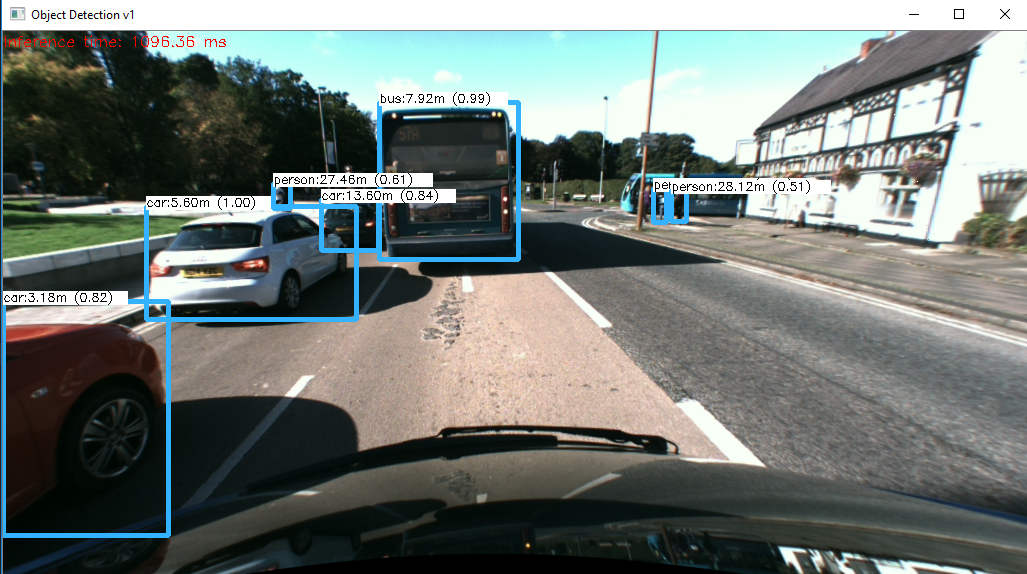 Object Detection v1
inference time: 1096.36 ms
bus:7.92m (0.99)
person:27.46m (0.61)
car:13.60m (0.84)
person:28.12m (0.51)
car:5.60m (1.00)
car:3.18m (0.82)